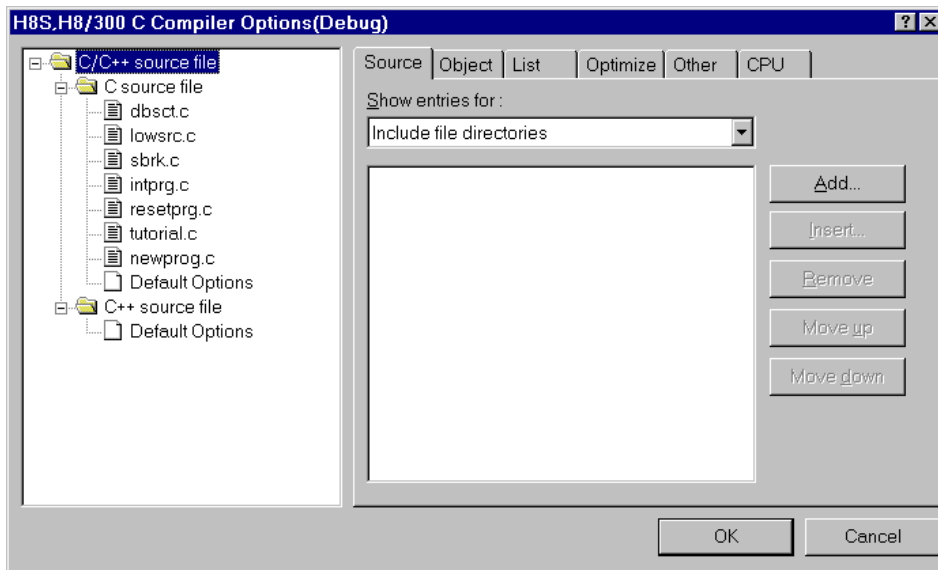 H8S,H8/300 C Compiler Options(Debug)
C/C++ source file
C source file
dbsct.c
lowsrc.c
sbrk.c
intprg.c
resetprg.c
tutorial.c
newprog.c
Default Options
C++ source file
Default Options
Source Object List Optimize Other CPU
Show entries for :
Include file directories
Add...
Insert...
Remove
Move up
Move down
OK Cancel